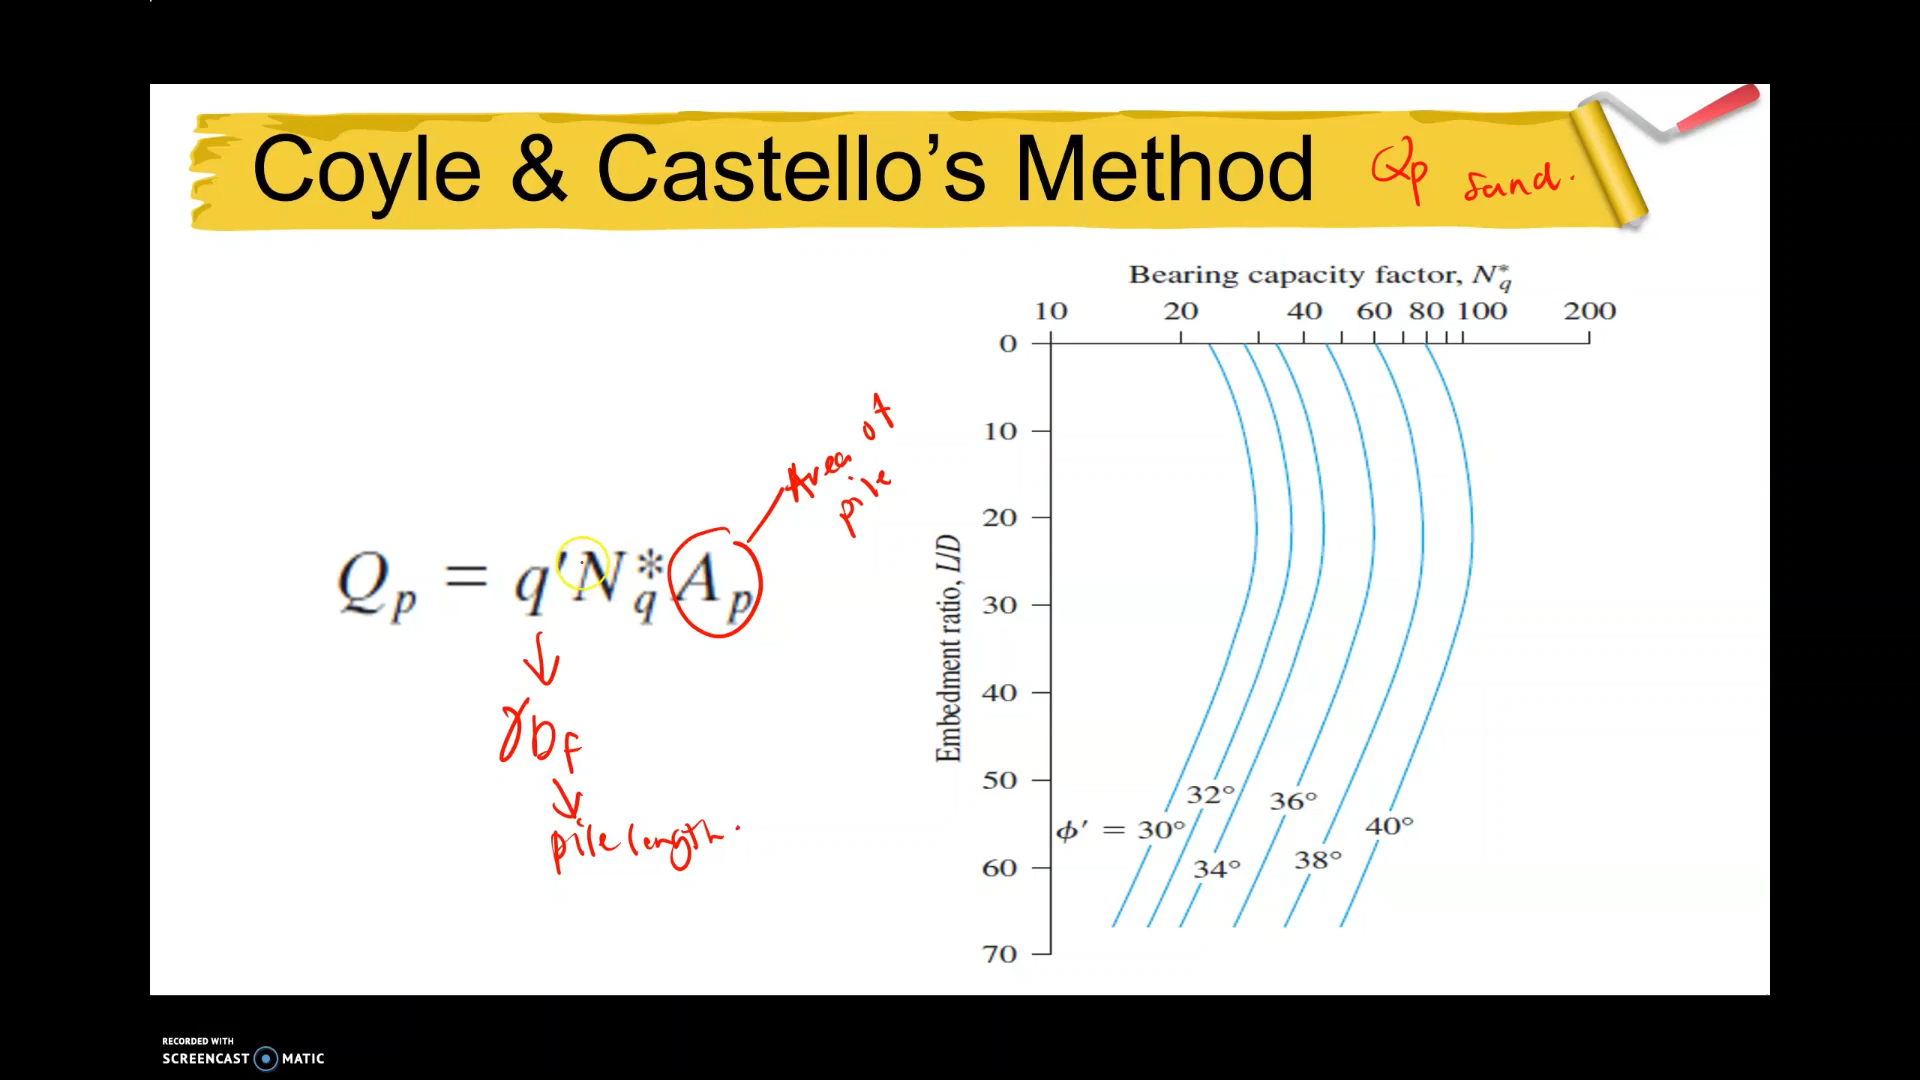 Coyle & Castello's Method
Qp sand.
Bearing capacity factor, N*q
10 20 40 60 80 100 200
0
10
20
30
40
50
60
70
Embedment ratio, L/D
32°
36°
40°
ϕ′ = 30°
38°
34°
Area of
pile
Qp = q′N*qAp
γDf
pile length.
RECORDED WITH
SCREENCAST MATIC